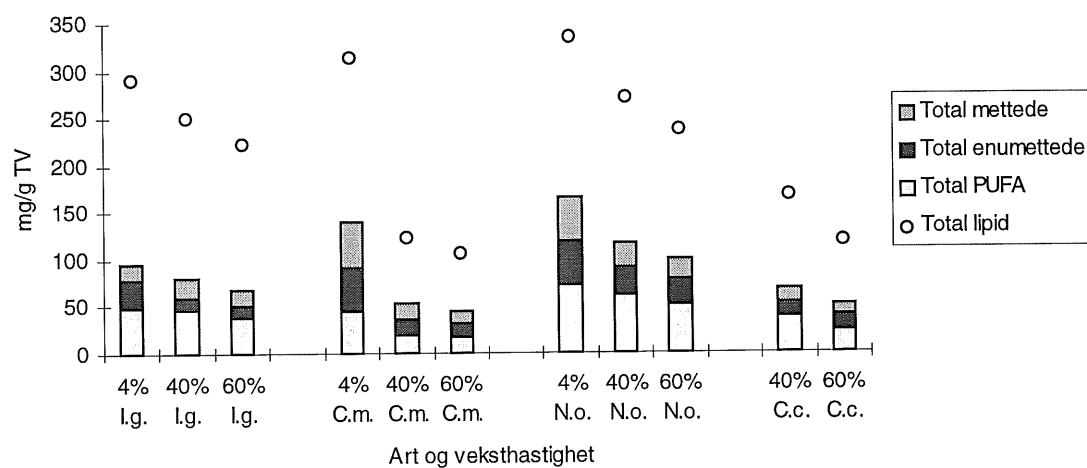 350
300
250
200
150
100
50
0
mg/g TV
4% 40% 60% 4% 40% 60% 4% 40% 60% 40% 60%
I.g. I.g. I.g. C.m. C.m. C.m. N.o. N.o. N.o. C.c. C.c.
Art og veksthastighet
Total mettede
Total enumettede
Total PUFA
Total lipid